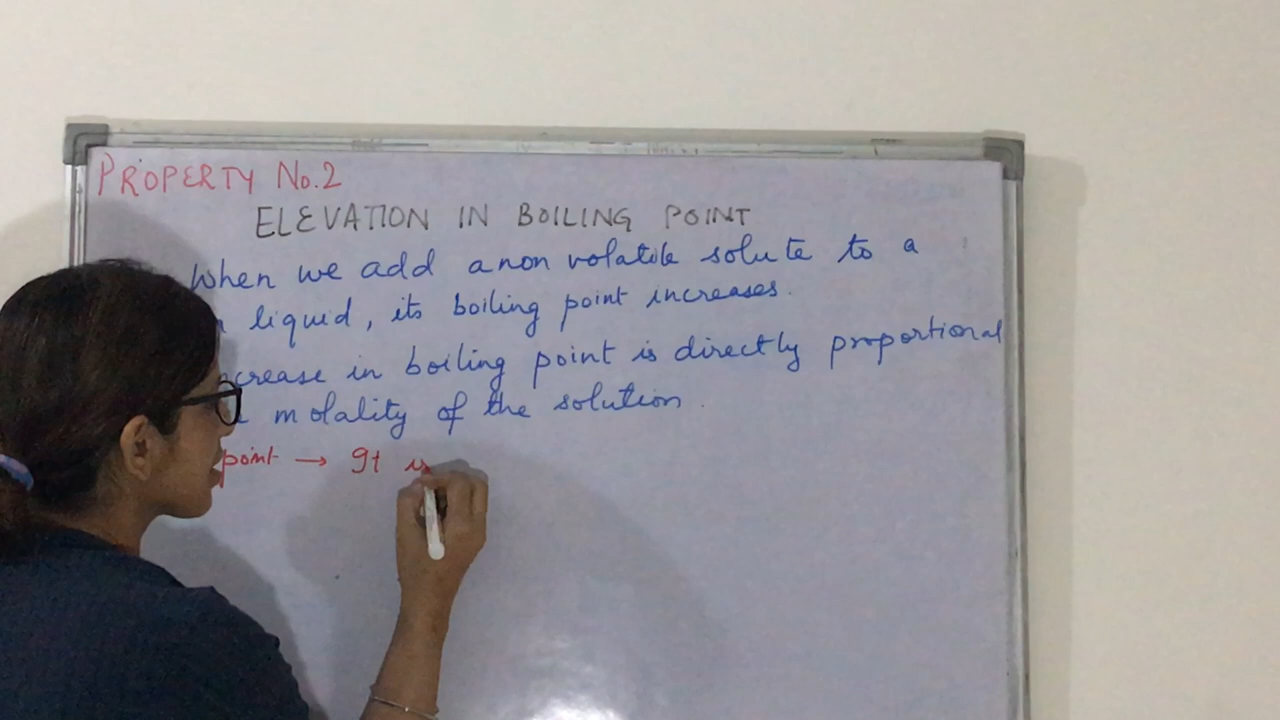 PROPERTY No.2
ELEVATION IN BOILING POINT
When we add a non volatile solute to a
liquid, its boiling point increases.
crease in boiling point is directly proportional
molality of the solution.
point → It is